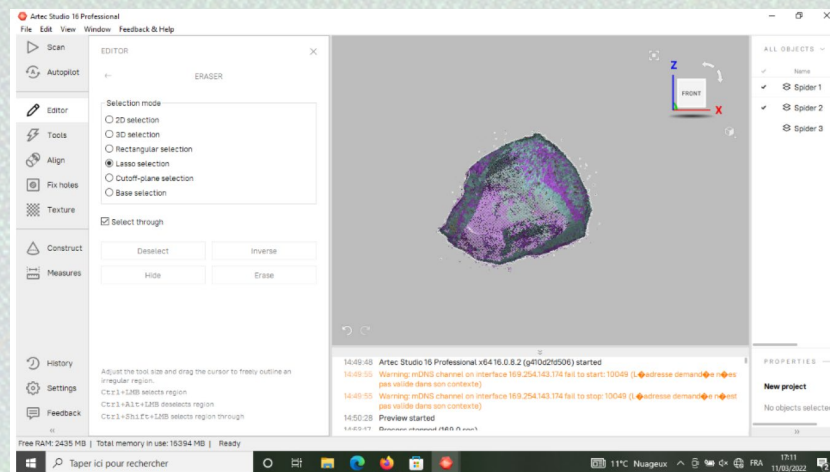 Artec Studio 16 Professional
File Edit View Window Feedback & Help
Scan
Autopilot
Editor
Tools
Align
Fix holes
Texture
Construct
Measures
History
Settings
Feedback
EDITOR
ERASER
Selection mode
2D selection
3D selection
Rectangular selection
Lasso selection
Cutoff-plane selection
Base selection
Select through
Deselect
Inverse
Hide
Erase
Adjust the tool size and drag the cursor to freely outline an
irregular region.
Ctrl+LMB selects region
Ctrl+Alt+LMB deselects region
Ctrl+Shift+LMB selects region through
Z
FRONT
X
14:49:48 Artec Studio 16 Professional x64 16.0.8.2 (g410d2fd506) started
14:49:55 Warning: mDNS channel on interface 169.254.143.174 fail to start: 10049 (L�adresse demand�e n�es
pas valide dans son contexte)
14:49:55 Warning: mDNS channel on interface 169.254.143.174 fail to stop: 10049 (L�adresse demand�e n�es
pas valide dans son contexte)
14:50:28 Preview started
ALL OBJECTS
Name
Spider 1
Spider 2
Spider 3
PROPERTIES
New project
No objects selected
Free RAM: 2435 MB | Total memory in use: 16394 MB | Ready
Taper ici pour rechercher
11°C Nuageux
FRA
17:11
11/03/2022